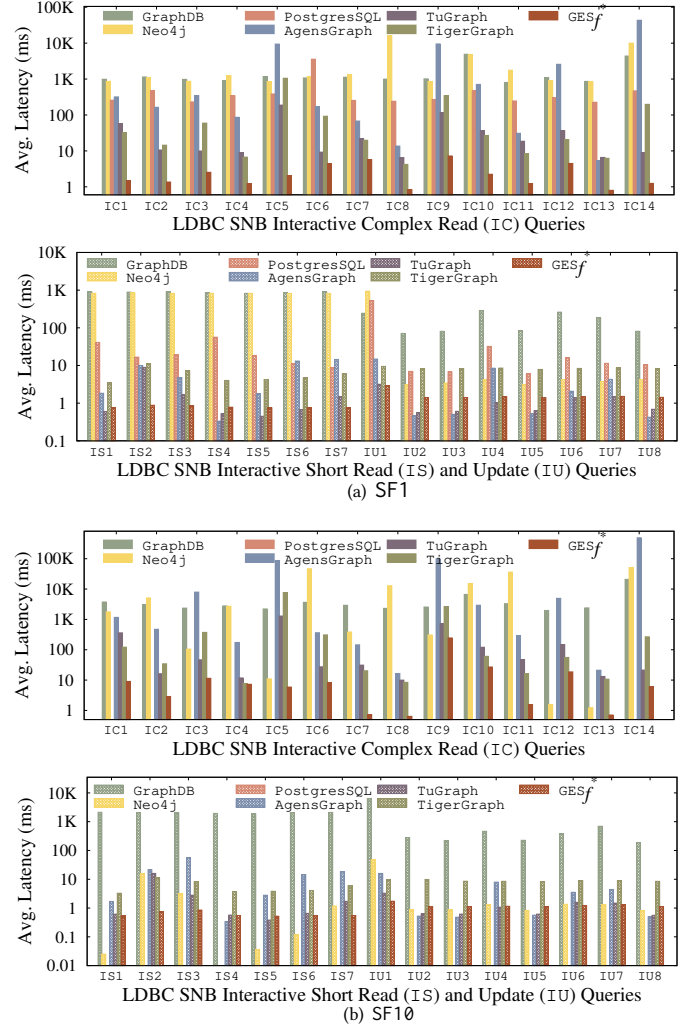 100K
10K
1K
100
10
1
Avg. Latency (ms)
GraphDB PostgresSQL TuGraph GESf*
Neo4j AgensGraph TigerGraph
IC1 IC2 IC3 IC4 IC5 IC6 IC7 IC8 IC9 IC10 IC11 IC12 IC13 IC14
LDBC SNB Interactive Complex Read (IC) Queries
10K
1K
100
10
1
0.1
Avg. Latency (ms)
GraphDB PostgresSQL TuGraph GESf*
Neo4j AgensGraph TigerGraph
IS1 IS2 IS3 IS4 IS5 IS6 IS7 IU1 IU2 IU3 IU4 IU5 IU6 IU7 IU8
LDBC SNB Interactive Short Read (IS) and Update (IU) Queries
(a) SF1
100K
10K
1K
100
10
1
Avg. Latency (ms)
GraphDB PostgresSQL TuGraph GESf*
Neo4j AgensGraph TigerGraph
IC1 IC2 IC3 IC4 IC5 IC6 IC7 IC8 IC9 IC10 IC11 IC12 IC13 IC14
LDBC SNB Interactive Complex Read (IC) Queries
10K
1K
100
10
1
0.1
0.01
Avg. Latency (ms)
GraphDB PostgresSQL TuGraph GESf*
Neo4j AgensGraph TigerGraph
IS1 IS2 IS3 IS4 IS5 IS6 IS7 IU1 IU2 IU3 IU4 IU5 IU6 IU7 IU8
LDBC SNB Interactive Short Read (IS) and Update (IU) Queries
(b) SF10